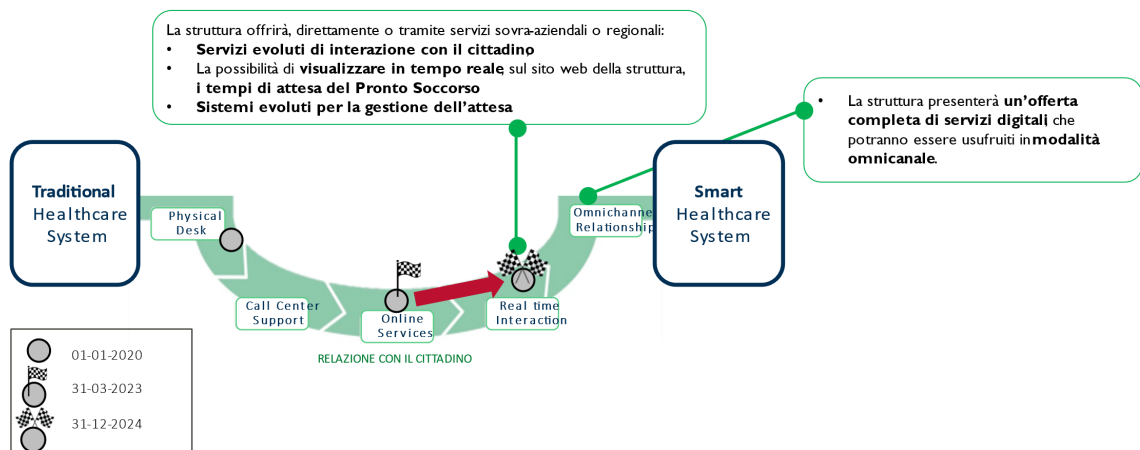 La struttura offrirà, direttamente o tramite servizi sovra-aziendali o regionali:
• Servizi evoluti di interazione con il cittadino,
• La possibilità di visualizzare in tempo reale, sul sito web della struttura,
i tempi di attesa del Pronto Soccorso
• Sistemi evoluti per la gestione dell’attesa
• La struttura presenterà un’offerta
completa di servizi digitali, che
potranno essere usufruiti in modalità
omnicanale.
Traditional
Healthcare
System
Physical
Desk
Call Center
Support
Online
Services
Real time
Interaction
Omnichannel
Relationship
Smart
Healthcare
System
RELAZIONE CON IL CITTADINO
01-01-2020
31-03-2023
31-12-2024